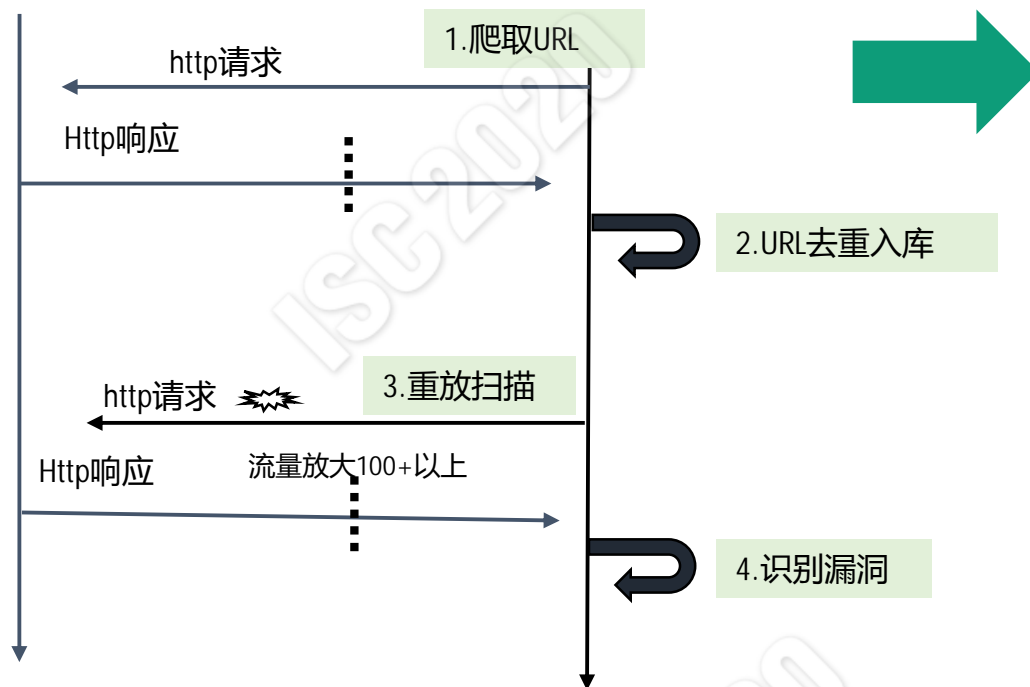 1.爬取URL
http请求
Http响应
2.URL去重入库
ISC 2020
3.重放扫描
http请求
Http响应
流量放大100+以上
4.识别漏洞